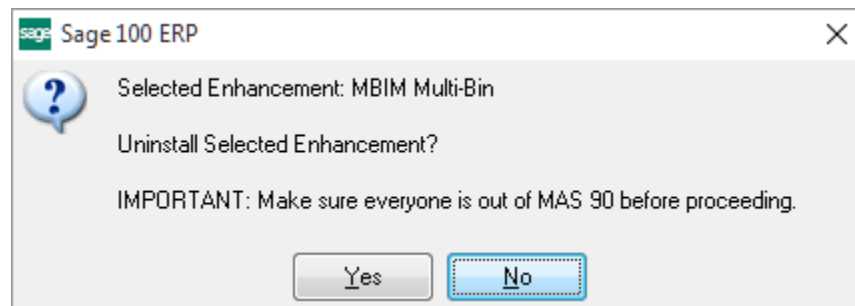 sage Sage 100 ERP
Selected Enhancement: MBIM Multi-Bin
Uninstall Selected Enhancement?
IMPORTANT: Make sure everyone is out of MAS 90 before proceeding.
Yes No